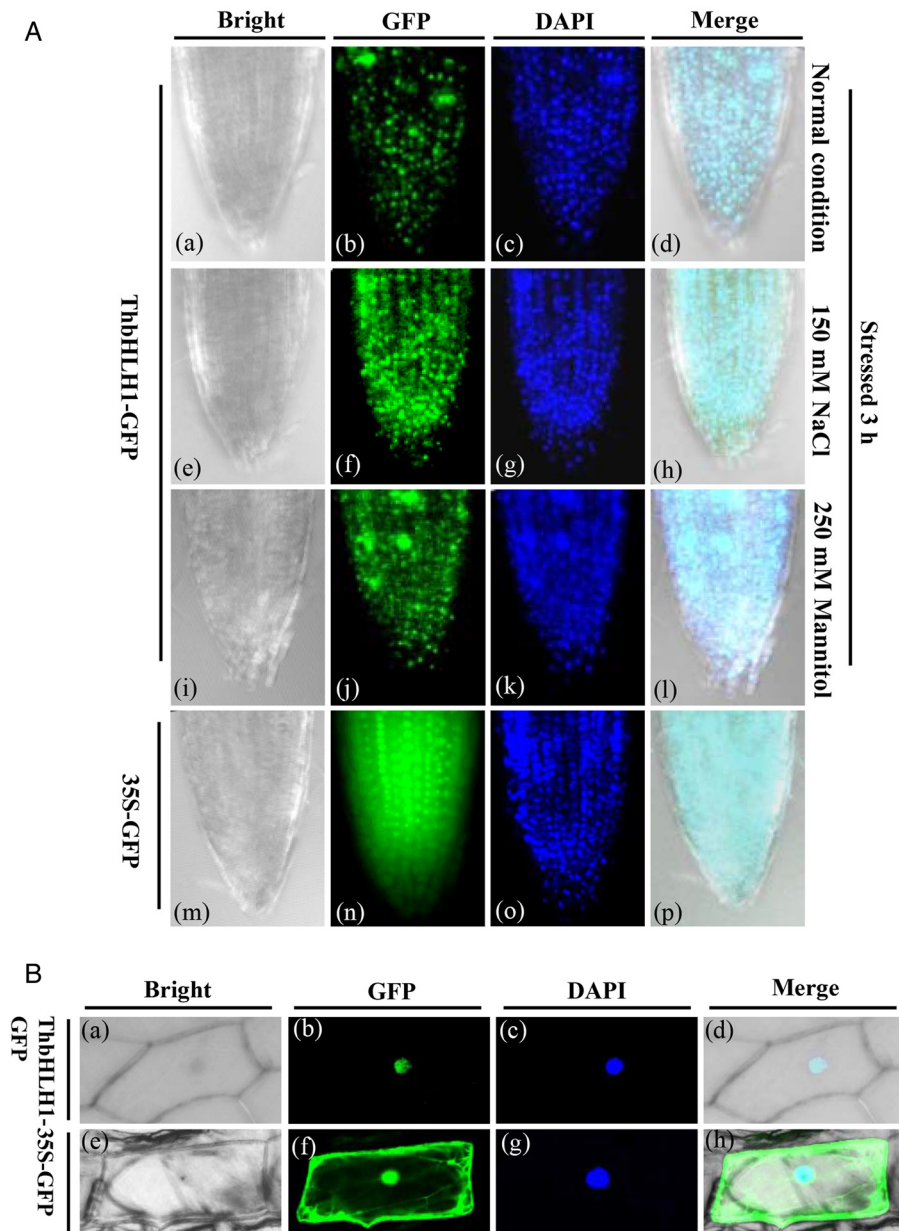 A
Bright GFP DAPI Merge
ThbHLH1-GFP
(a) (b) (c) (d)
Normal condition
(e) (f) (g) (h)
150 mM NaCl
Stressed 3 h
(i) (j) (k) (l)
250 mM Mannitol
35S-GFP
(m) (n) (o) (p)
B
Bright GFP DAPI Merge
ThbHLH1-
GFP
(a) (b) (c) (d)
35S-GFP
(e) (f) (g) (h)